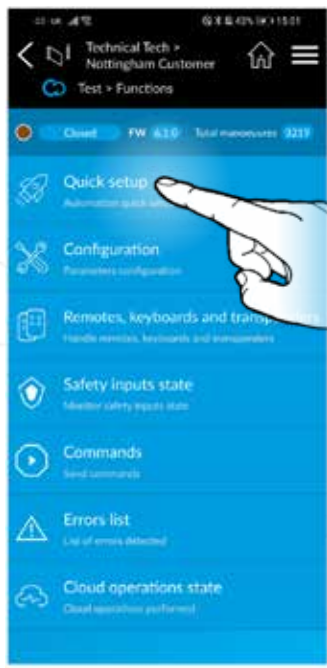 15:01
Technical Tech >
Nottingham Customer
Test > Functions
Closed FW 6.1.0 Total manoeuvres 3219
Quick setup
Automation quick
Configuration
Parameters configuration
Remotes, keyboards and
Handle remotes, keyboards and transponders
Safety inputs state
Monitor safety inputs state
Commands
Send commands
Errors list
List of errors detected
Cloud operations state
Cloud operations performed